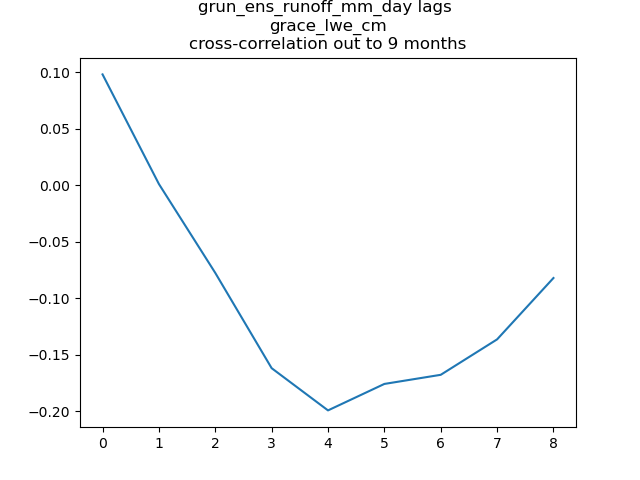 grun_ens_runoff_mm_day lags
grace_lwe_cm
cross-correlation out to 9 months
0.10
0.05
0.00
−0.05
−0.10
−0.15
−0.20
0 1 2 3 4 5 6 7 8